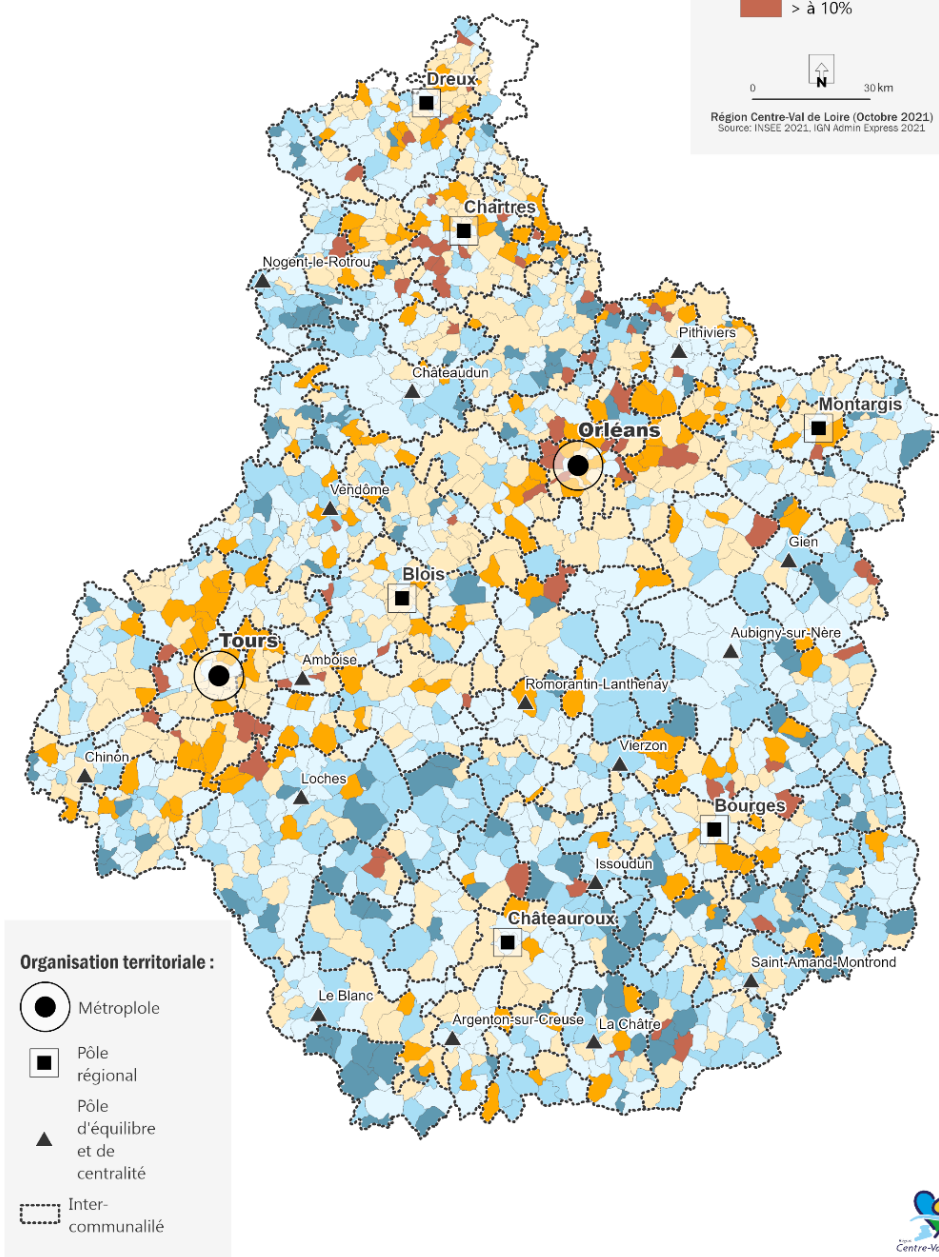 > à 10%
N
0 30 km
Région Centre-Val de Loire (Octobre 2021)
Source: INSEE 2021, IGN Admin Express 2021
Dreux
Chartres
Nogent-le-Rotrou
Pithiviers
Châteaudun
Montargis
Orléans
Vendôme
Gien
Blois
Aubigny-sur-Nère
Tours
Amboise
Romorantin-Lanthenay
Vierzon
Chinon
Loches
Bourges
Issoudun
Châteauroux
Saint-Amand-Montrond
Le Blanc
Argenton-sur-Creuse
La Châtre
Organisation territoriale :
Métroplole
Pôle
régional
Pôle
d'équilibre
et de
centralité
Inter-
communalilé